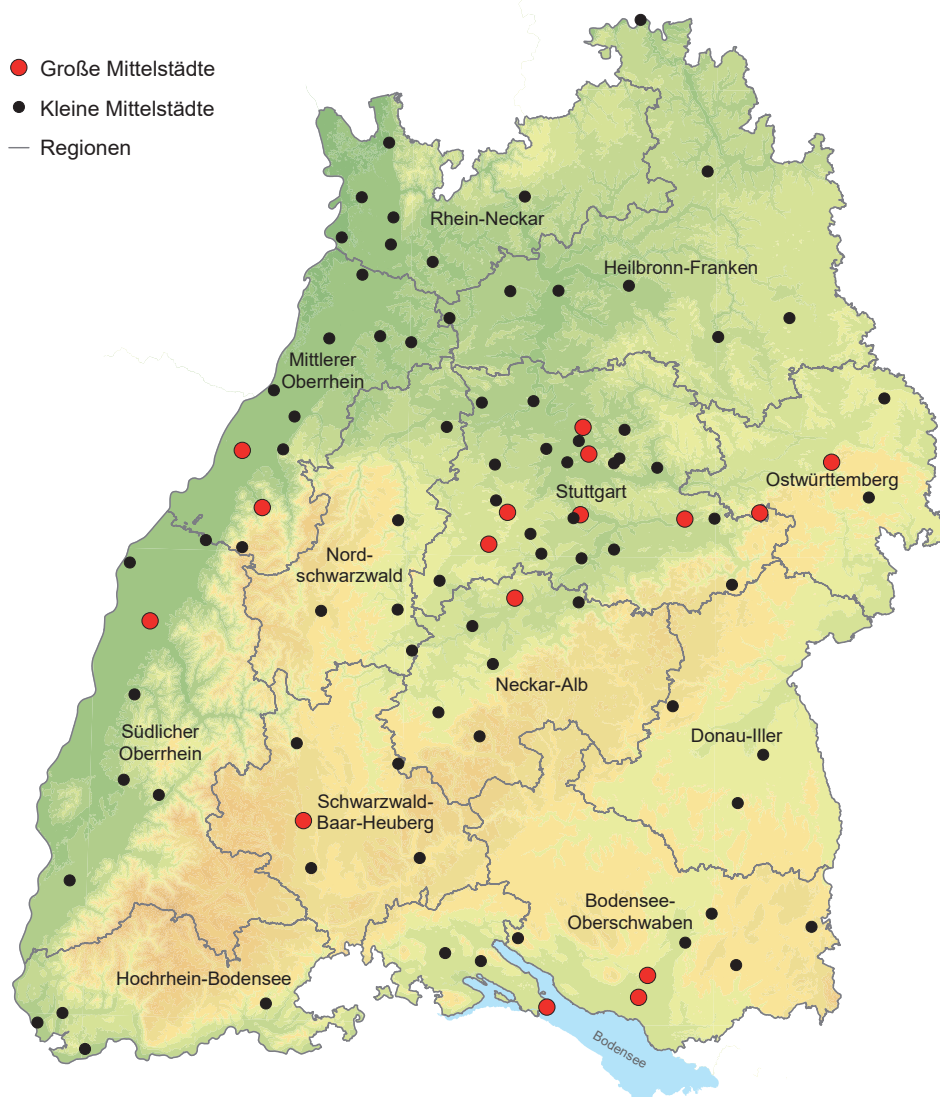 Große Mittelstädte
Kleine Mittelstädte
Regionen
Rhein-Neckar
Heilbronn-Franken
Mittlerer
Oberrhein
Ostwürttemberg
Stuttgart
Nord-
schwarzwald
Neckar-Alb
Südlicher
Oberrhein
Donau-Iller
Schwarzwald-
Baar-Heuberg
Bodensee-
Oberschwaben
Hochrhein-Bodensee
Bodensee